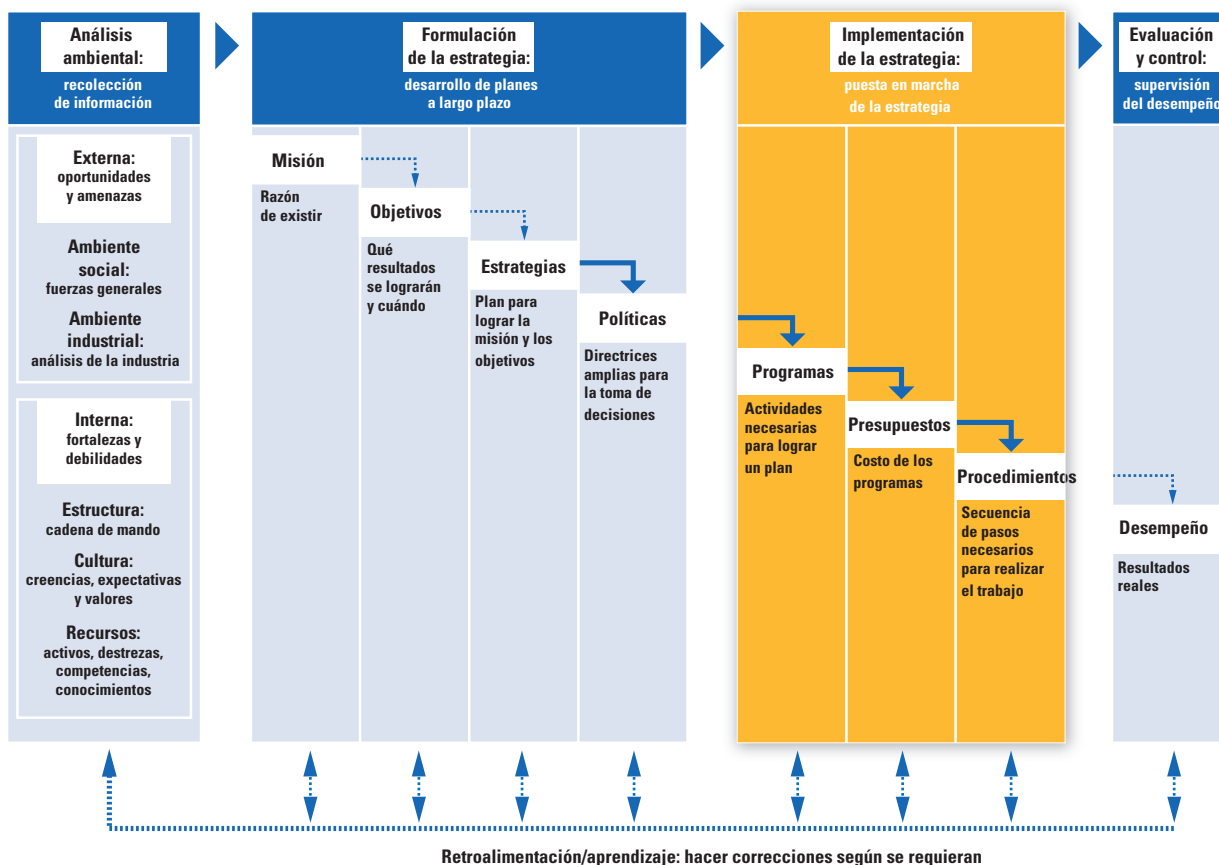 Análisis
ambiental:
recolección
de información
Externa:
oportunidades
y amenazas
Ambiente
social:
fuerzas generales
Ambiente
industrial:
análisis de la industria
Interna:
fortalezas y
debilidades
Estructura:
cadena de mando
Cultura:
creencias, expectativas
y valores
Recursos:
activos, destrezas,
competencias,
conocimientos
Formulación
de la estrategia:
desarrollo de planes
a largo plazo
Misión
Razón
de existir
Objetivos
Qué
resultados
se lograrán
y cuándo
Estrategias
Plan para
lograr la
misión y los
objetivos
Políticas
Directrices
amplias para
la toma de
decisiones
Implementación
de la estrategia:
puesta en marcha
de la estrategia
Programas
Actividades
necesarias
para lograr
un plan
Presupuestos
Costo de los
programas
Procedimientos
Secuencia
de pasos
necesarios
para realizar
el trabajo
Evaluación
y control:
supervisión
del desempeño
Desempeño
Resultados
reales
Retroalimentación/aprendizaje: hacer correcciones según se requieran